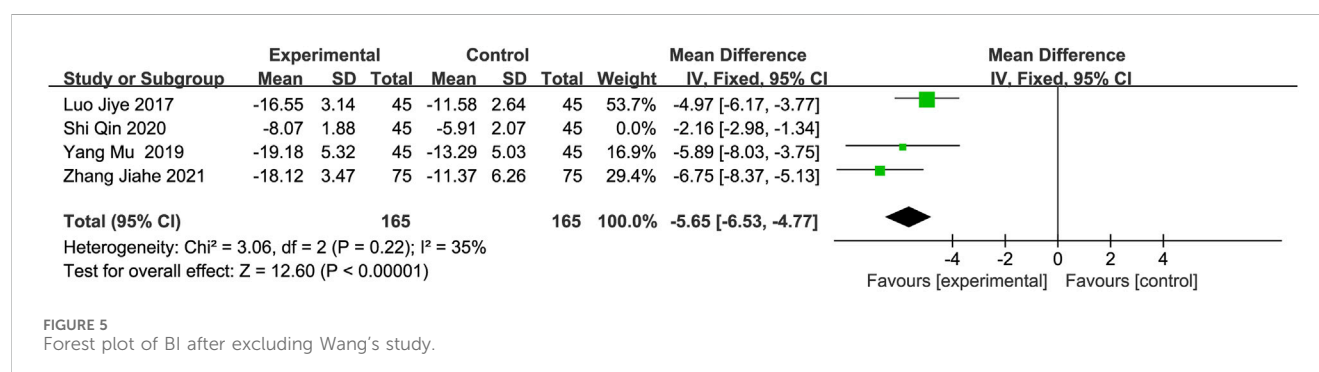 Experimental Control Mean Difference Mean Difference
Study or Subgroup Mean SD Total Mean SD Total Weight IV, Fixed, 95% CI IV, Fixed, 95% CI
Luo Jiye 2017 -16.55 3.14 45 -11.58 2.64 45 53.7% -4.97 [-6.17, -3.77]
Shi Qin 2020 -8.07 1.88 45 -5.91 2.07 45 0.0% -2.16 [-2.98, -1.34]
Yang Mu 2019 -19.18 5.32 45 -13.29 5.03 45 16.9% -5.89 [-8.03, -3.75]
Zhang Jiahe 2021 -18.12 3.47 75 -11.37 6.26 75 29.4% -6.75 [-8.37, -5.13]
Total (95% CI) 165 165 100.0% -5.65 [-6.53, -4.77]
Heterogeneity: Chi² = 3.06, df = 2 (P = 0.22); I² = 35%
Test for overall effect: Z = 12.60 (P < 0.00001)
-4 -2 0 2 4
Favours [experimental] Favours [control]
FIGURE 5
Forest plot of BI after excluding Wang's study.